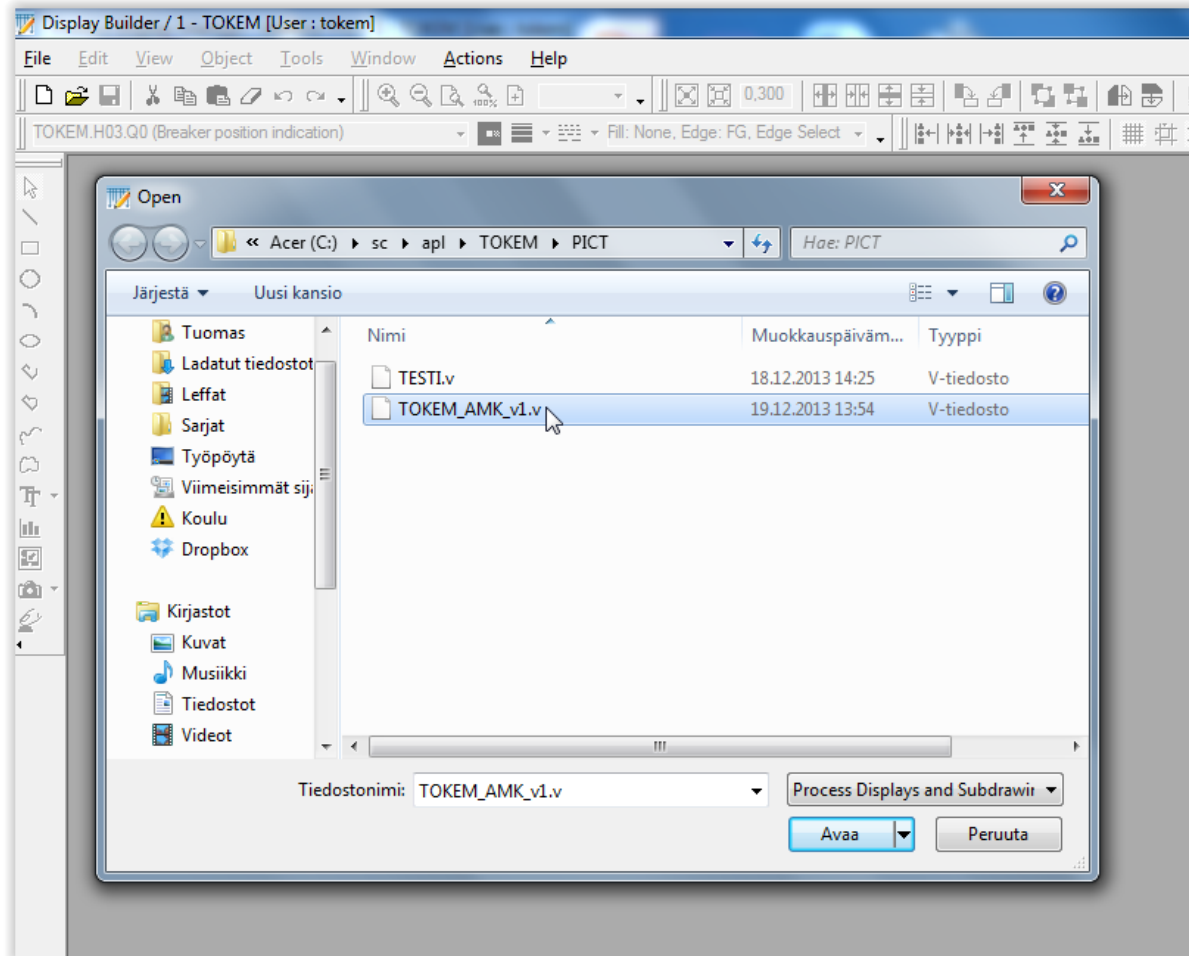 Display Builder / 1 - TOKEM [User : tokem]
File Edit View Object Tools Window Actions Help
100% 0,300
TOKEM.H03.Q0 (Breaker position indication) Fill: None, Edge: FG, Edge Select
Open
« Acer (C:) sc apl TOKEM PICT Hae: PICT
Järjestä Uusi kansio
Nimi Muokkauspäiväm... Tyyppi
Tuomas
Ladatut tiedostot
Leffat
Sarjat
Työpöytä
Viimeisimmät sij
Koulu
Dropbox
Kirjastot
Kuvat
Musiikki
Tiedostot
Videot
TESTI.v 18.12.2013 14:25 V-tiedosto
TOKEM_AMK_v1.v 19.12.2013 13:54 V-tiedosto
Tiedostonimi: TOKEM_AMK_v1.v Process Displays and Subdrawir
Avaa Peruuta